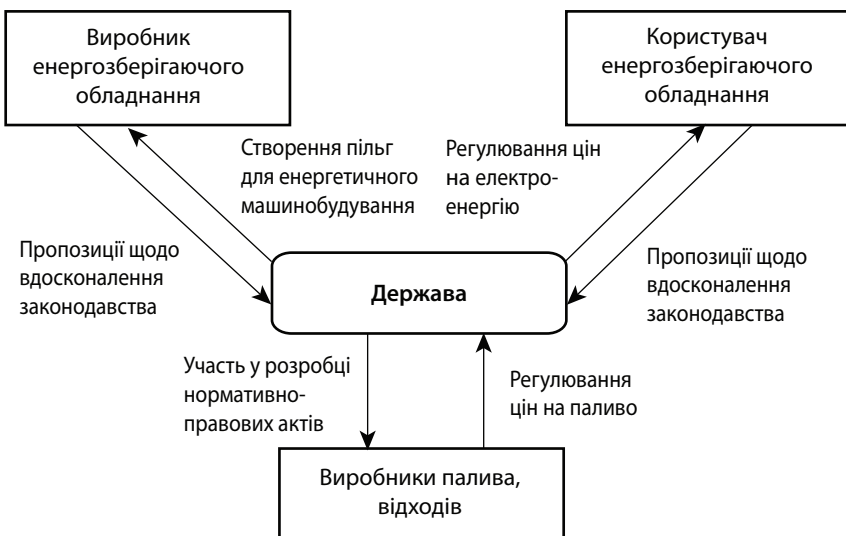 Виробник
енергозберігаючого
обладнання
Користувач
енергозберігаючого
обладнання
Створення пільг
для енергетичного
машинобудування
Регулювання цін
на електро-
енергію
Пропозиції щодо
вдосконалення
законодавства
Держава
Пропозиції щодо
вдосконалення
законодавства
Участь у розробці
нормативно-
правових актів
Регулювання
цін на паливо
Виробники палива,
відходів